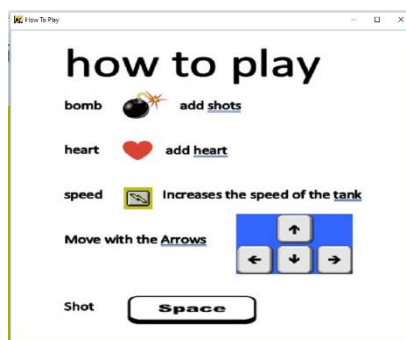 How To Play
how to play
bomb add shots
heart add heart
speed Increases the speed of the tank
Move with the Arrows
Shot Space